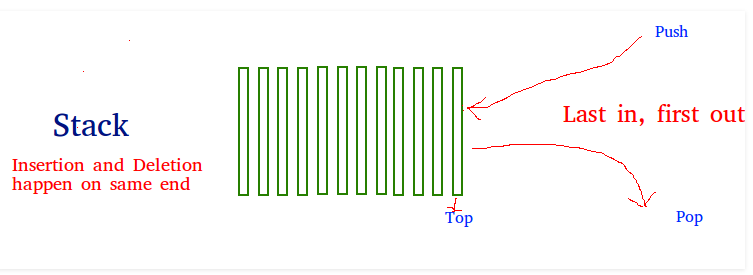 Push
Last in, first out
Stack
Insertion and Deletion
happen on same end
Top
Pop